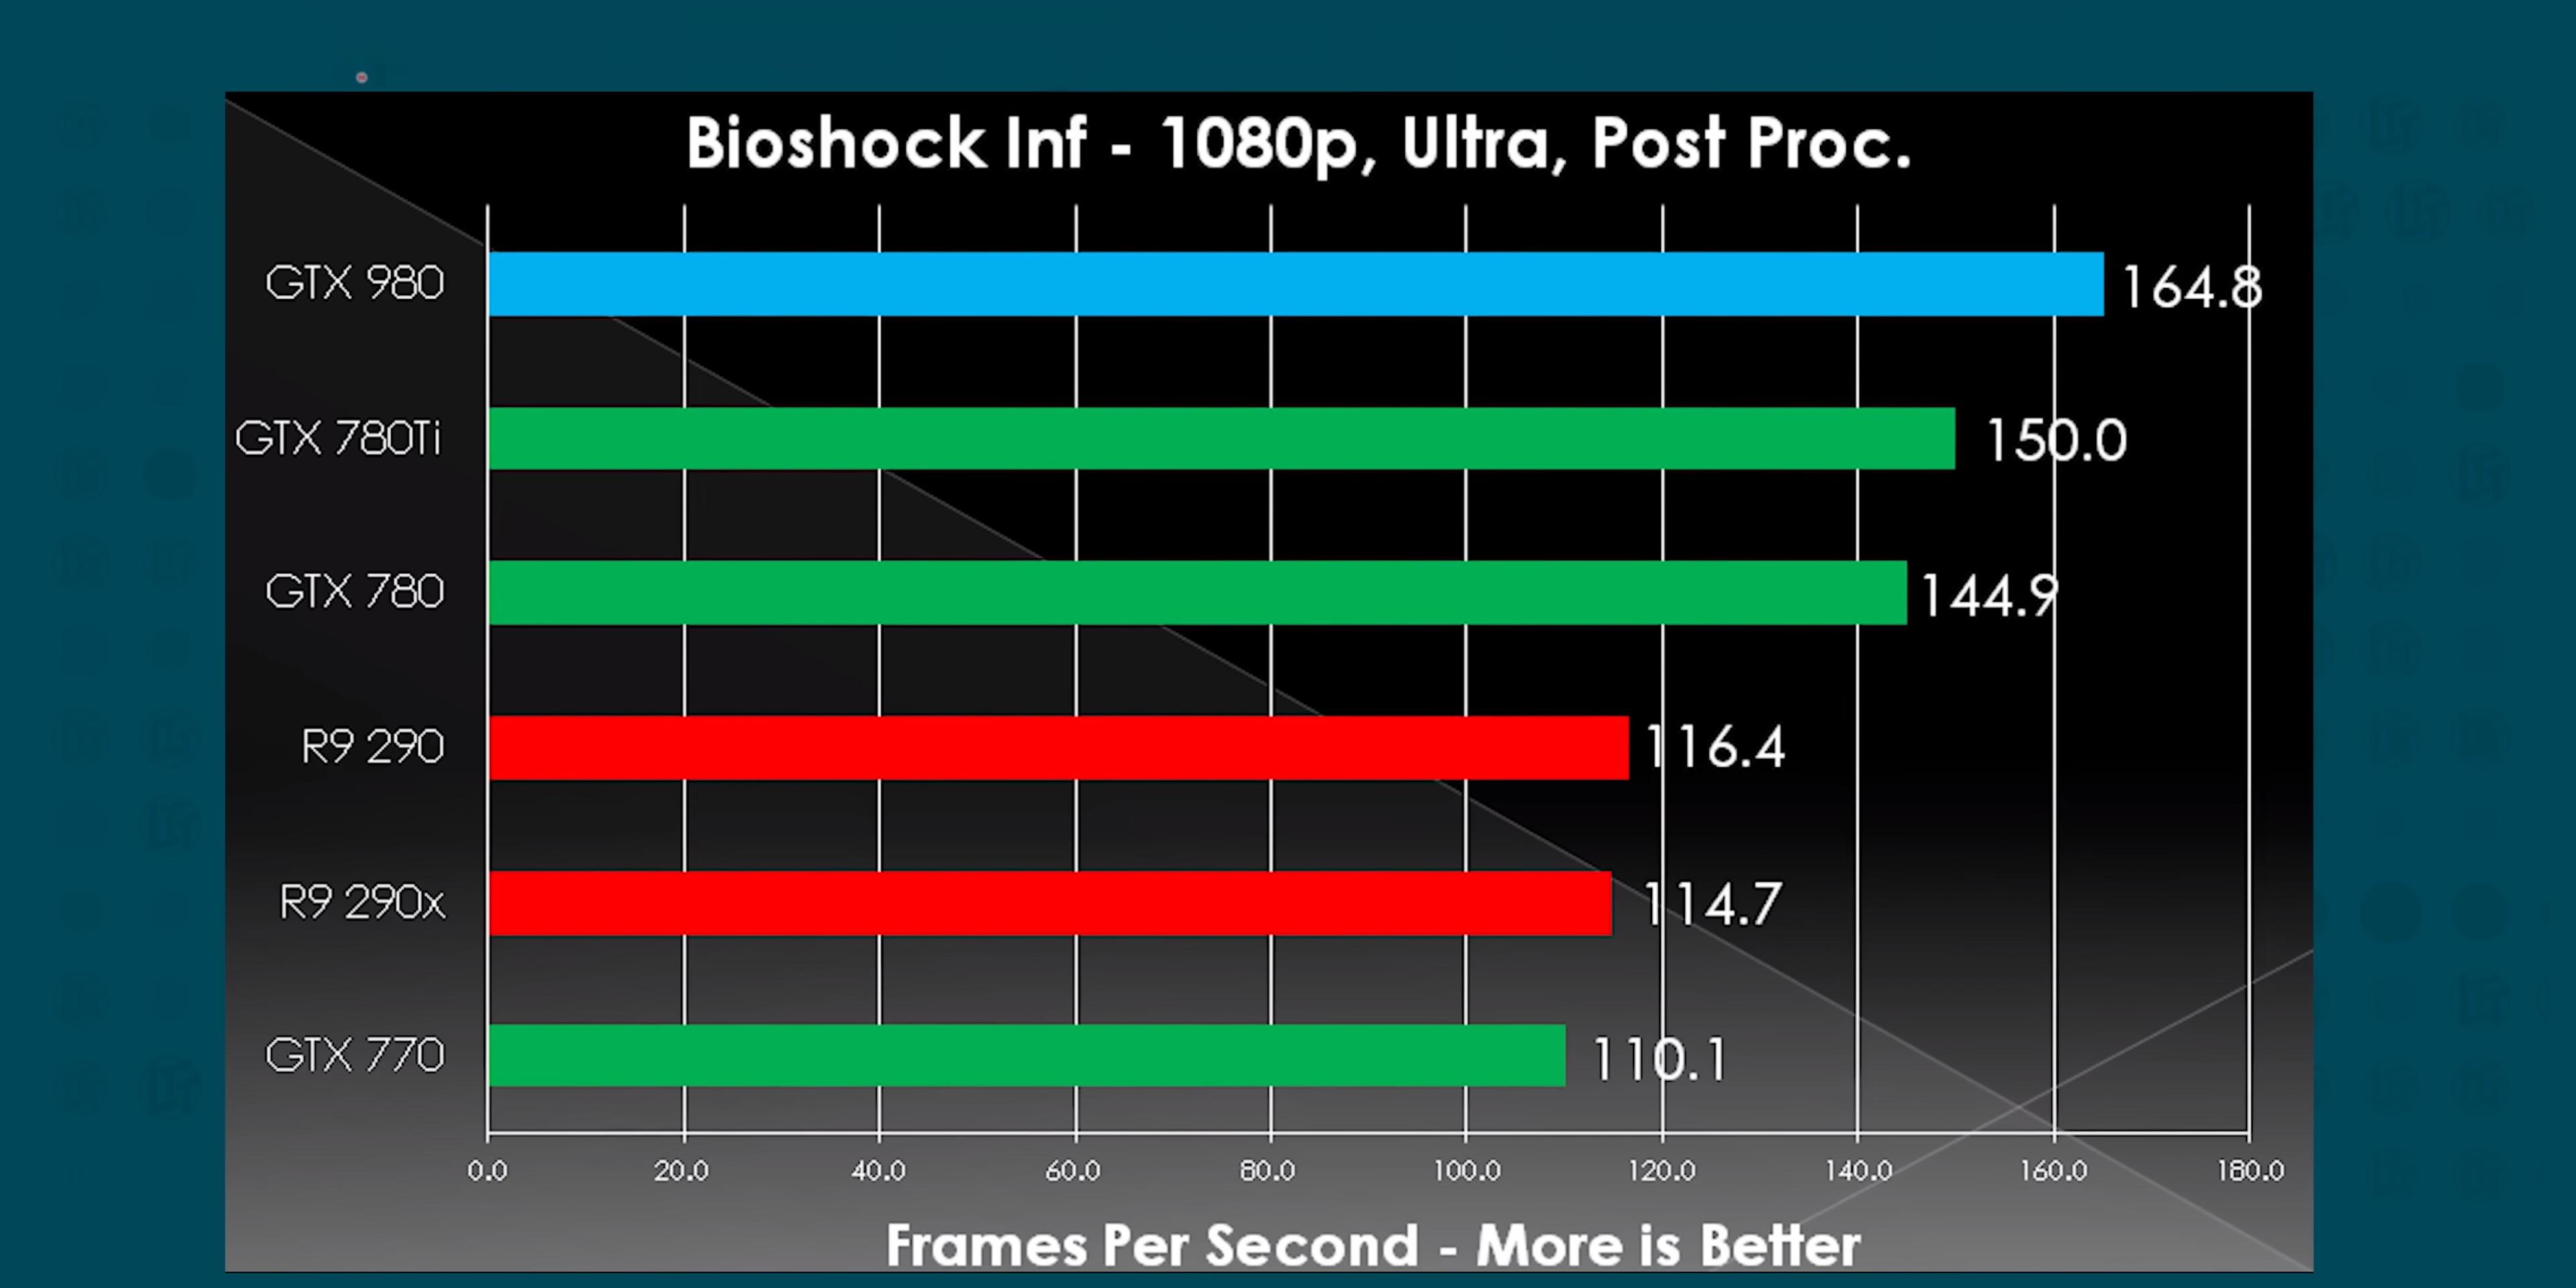 Bioshock Inf - 1080p, Ultra, Post Proc.
GTX 980 164.8
GTX 780Ti 150.0
GTX 780 144.9
R9 290 116.4
R9 290x 114.7
GTX 770 110.1
0.0 20.0 40.0 60.0 80.0 100.0 120.0 140.0 160.0 180.0
Frames Per Second - More is Better